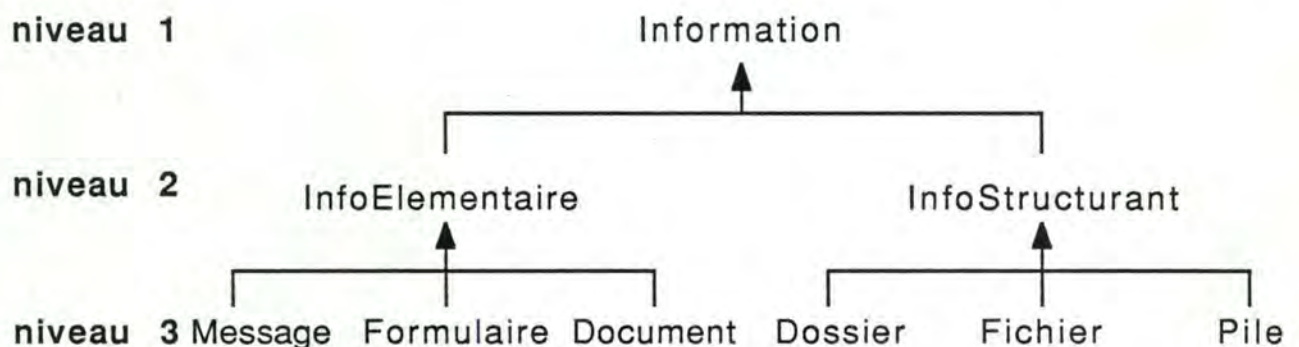 niveau 1 Information
niveau 2 InfoElementaire InfoStructurant
niveau 3 Message Formulaire Document Dossier Fichier Pile